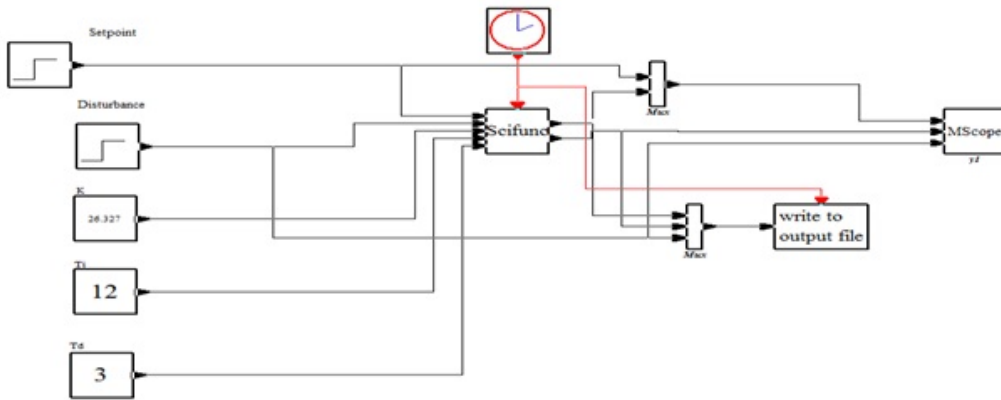 Setpoint
Disturbance
Scifunc
Mux
MScope
y1
K
26.327
write to
output file
Mux
Ti
12
Td
3